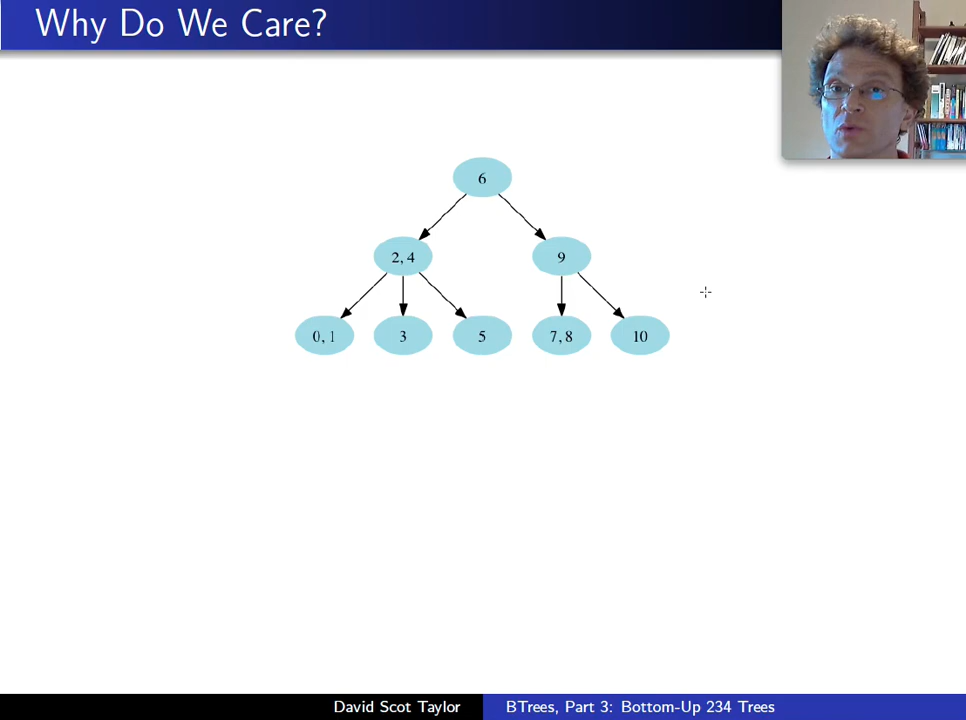 Why Do We Care?
6
2, 4
9
0, 1
3
5
7, 8
10
David Scot Taylor
BTrees, Part 3: Bottom-Up 234 Trees